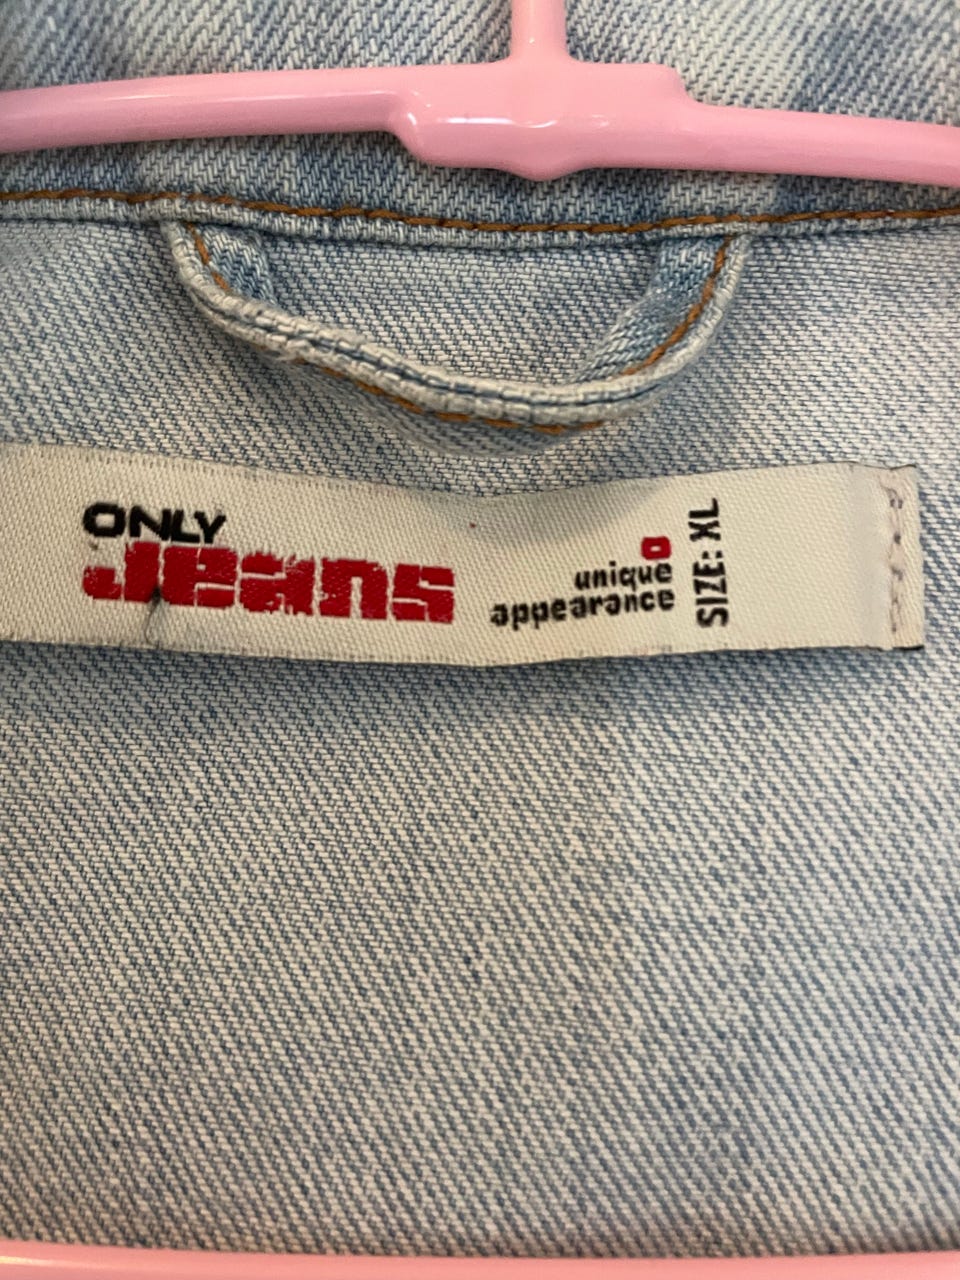 ONLY
Jeans
unique
appearance
SIZE: XL